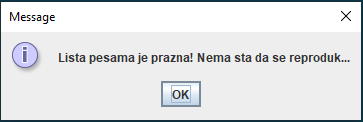 Message
Lista pesama je prazna! Nema sta da se reproduk...
OK